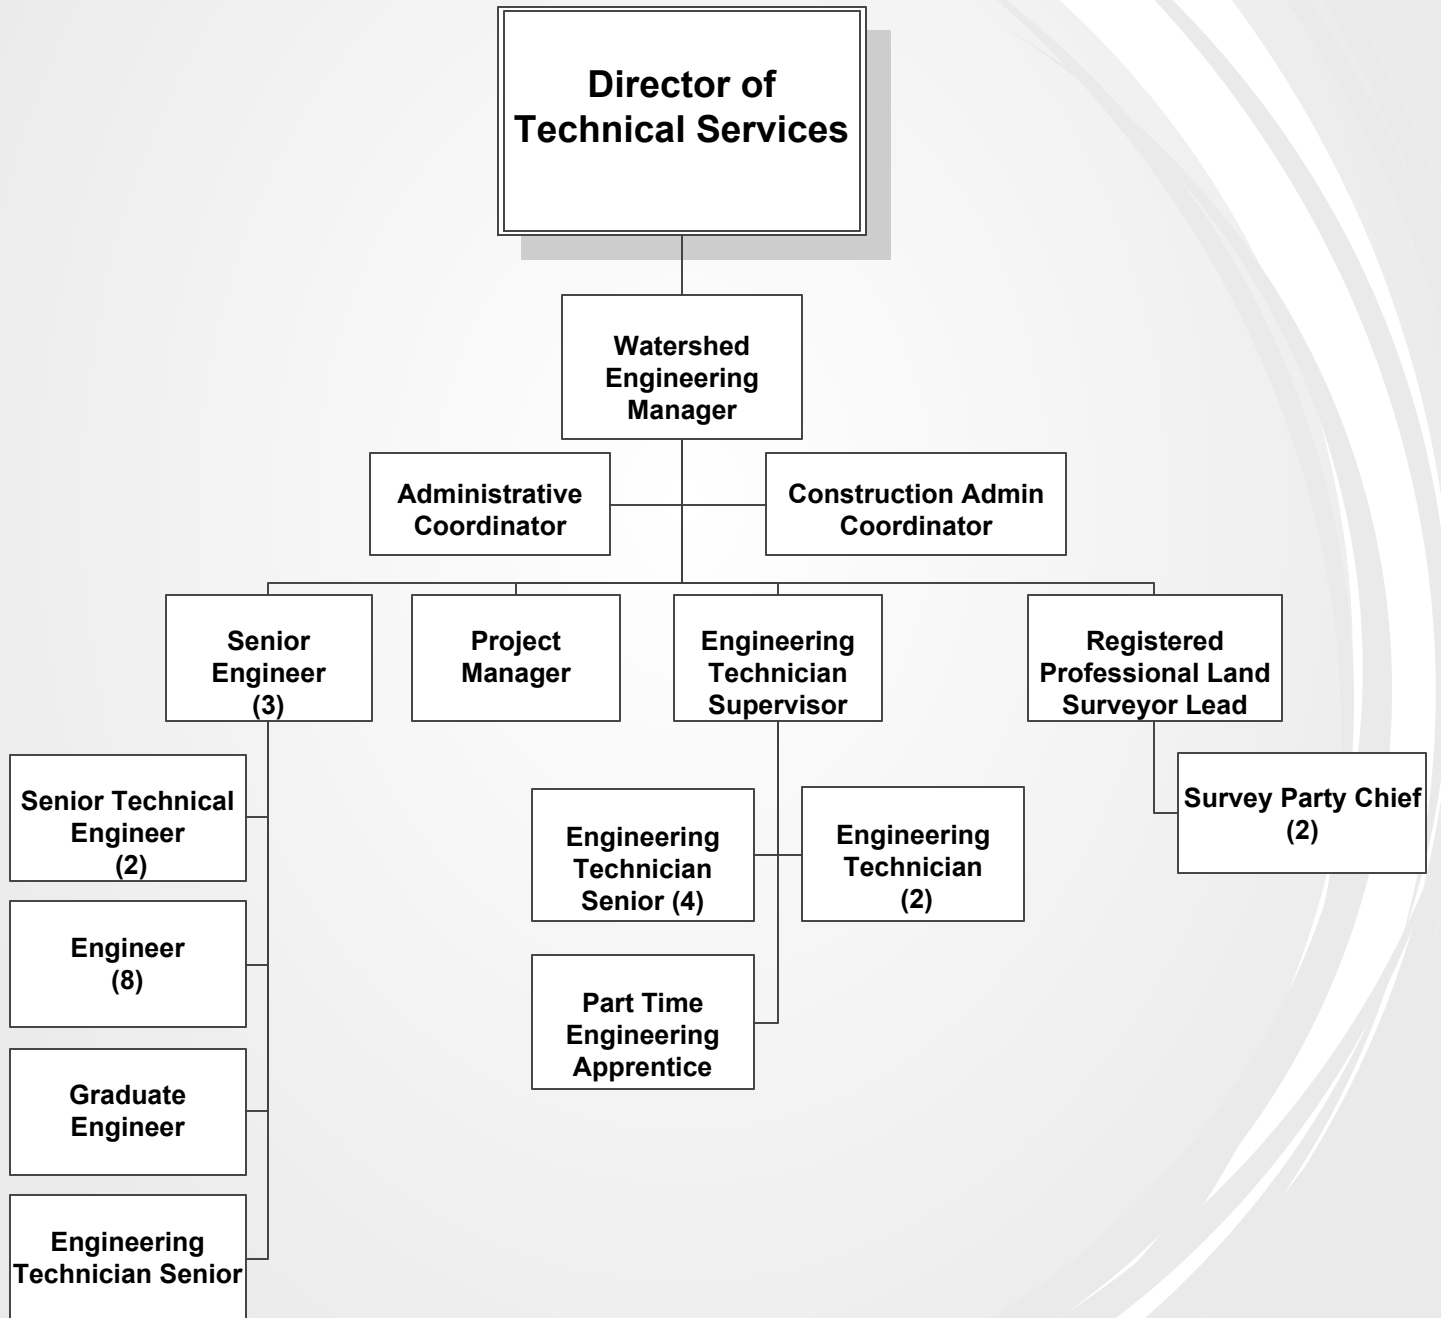 Director of
Technical Services
Watershed
Engineering
Manager
Administrative
Coordinator
Construction Admin
Coordinator
Senior
Engineer
(3)
Project
Manager
Engineering
Technician
Supervisor
Registered
Professional Land
Surveyor Lead
Senior Technical
Engineer
(2)
Engineer
(8)
Graduate
Engineer
Engineering
Technician Senior
Engineering
Technician
Senior (4)
Engineering
Technician
(2)
Part Time
Engineering
Apprentice
Survey Party Chief
(2)